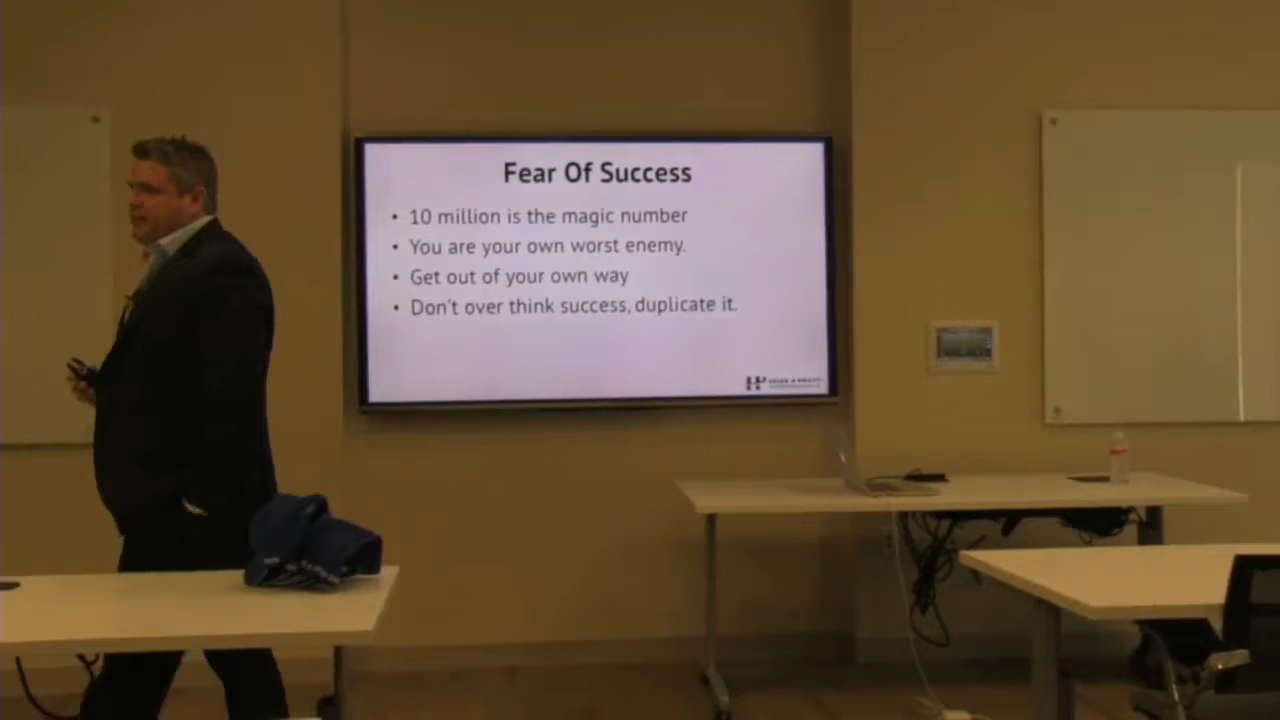 Fear Of Success
• 10 million is the magic number
• You are your own worst enemy.
• Get out of your own way
• Don't over think success, duplicate it.